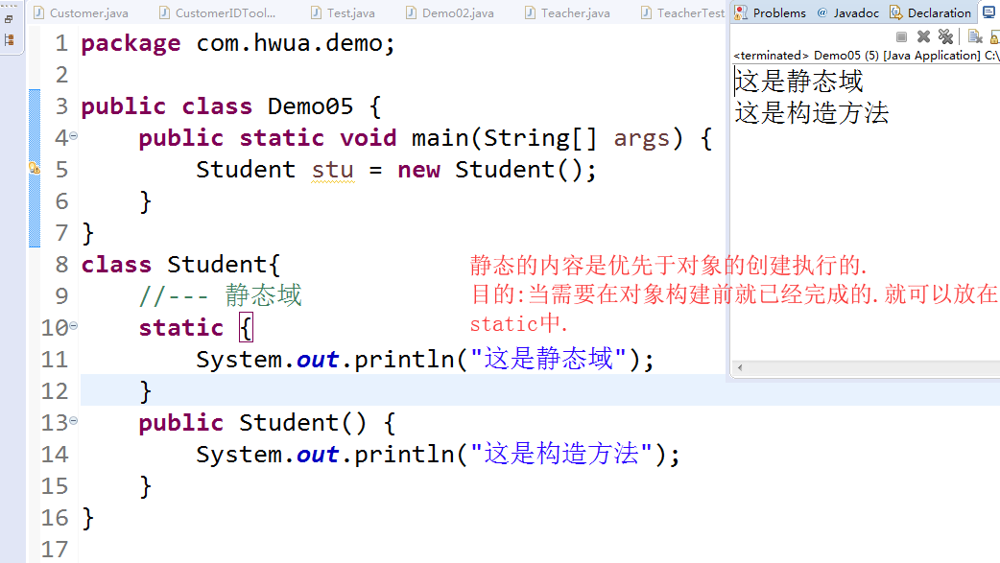 Customer.java CustomerIDTool... Test.java Demo02.java Teacher.java TeacherTest
Problems @ Javadoc Declaration
<terminated> Demo05 (5) [Java Application] C:\
这是静态域
这是构造方法
1 package com.hwua.demo;
2
3 public class Demo05 {
4 public static void main(String[] args) {
5 Student stu = new Student();
6 }
7 }
8 class Student{
9 //--- 静态域
10 static {
11 System.out.println("这是静态域");
12 }
13 public Student() {
14 System.out.println("这是构造方法");
15 }
16 }
17
静态的内容是优先于对象的创建执行的.
目的:当需要在对象构建前就已经完成的.就可以放在
static中.